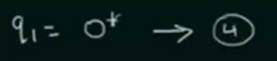 q₁ = 0* → ④